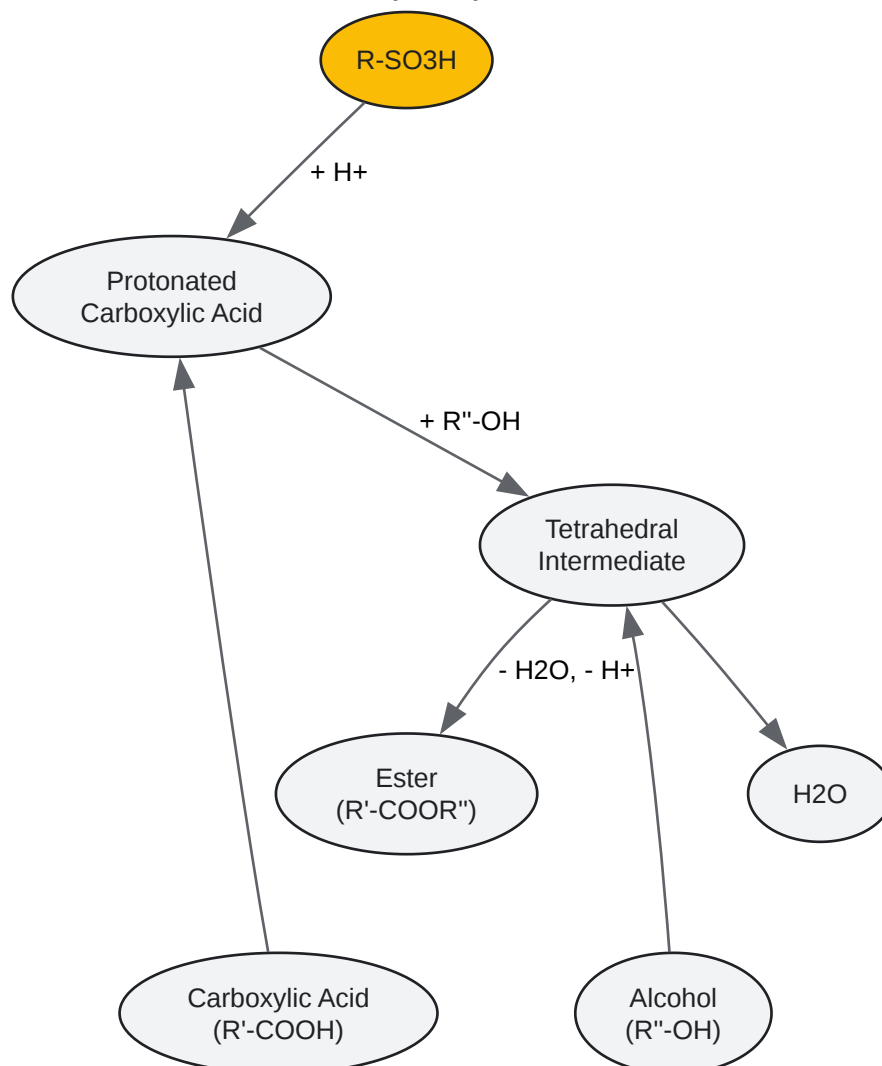 R-SO3H
+ H+
Protonated
Carboxylic Acid
+ R"-OH
Tetrahedral
Intermediate
- H2O, - H+
Ester
(R'-COOR")
H2O
Carboxylic Acid
(R'-COOH)
Alcohol
(R"-OH)